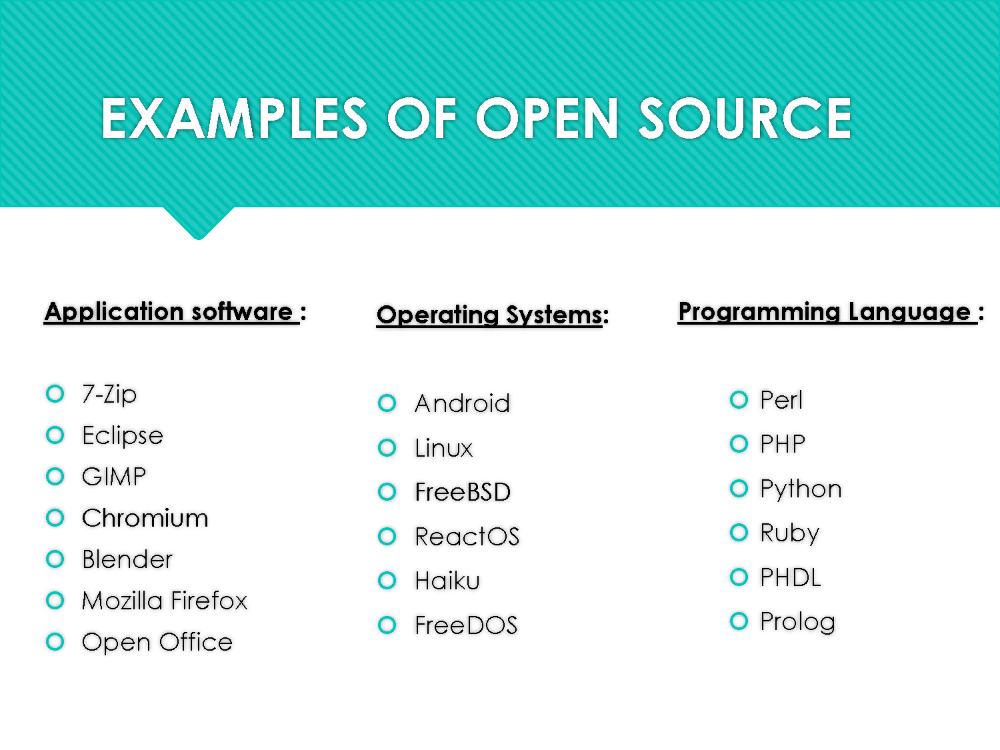 EXAMPLES OF OPEN SOURCE
Application software :
7-Zip
Eclipse
GIMP
Chromium
Blender
Mozilla Firefox
Open Office
Operating Systems:
Android
Linux
FreeBSD
ReactOS
Haiku
FreeDOS
Programming Language :
Perl
PHP
Python
Ruby
PHDL
Prolog